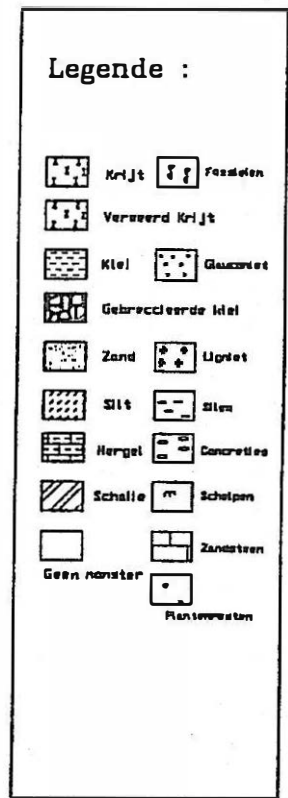 Legende :
Krijt Fossielen
Verweerd Krijt
Klei Glauconiet
Gebreccieerde klei
Zand Ligniet
Silt Silex
Mergel Concreties
Schalie Schelpen
Geen monster Zandsteen
Plantenresten